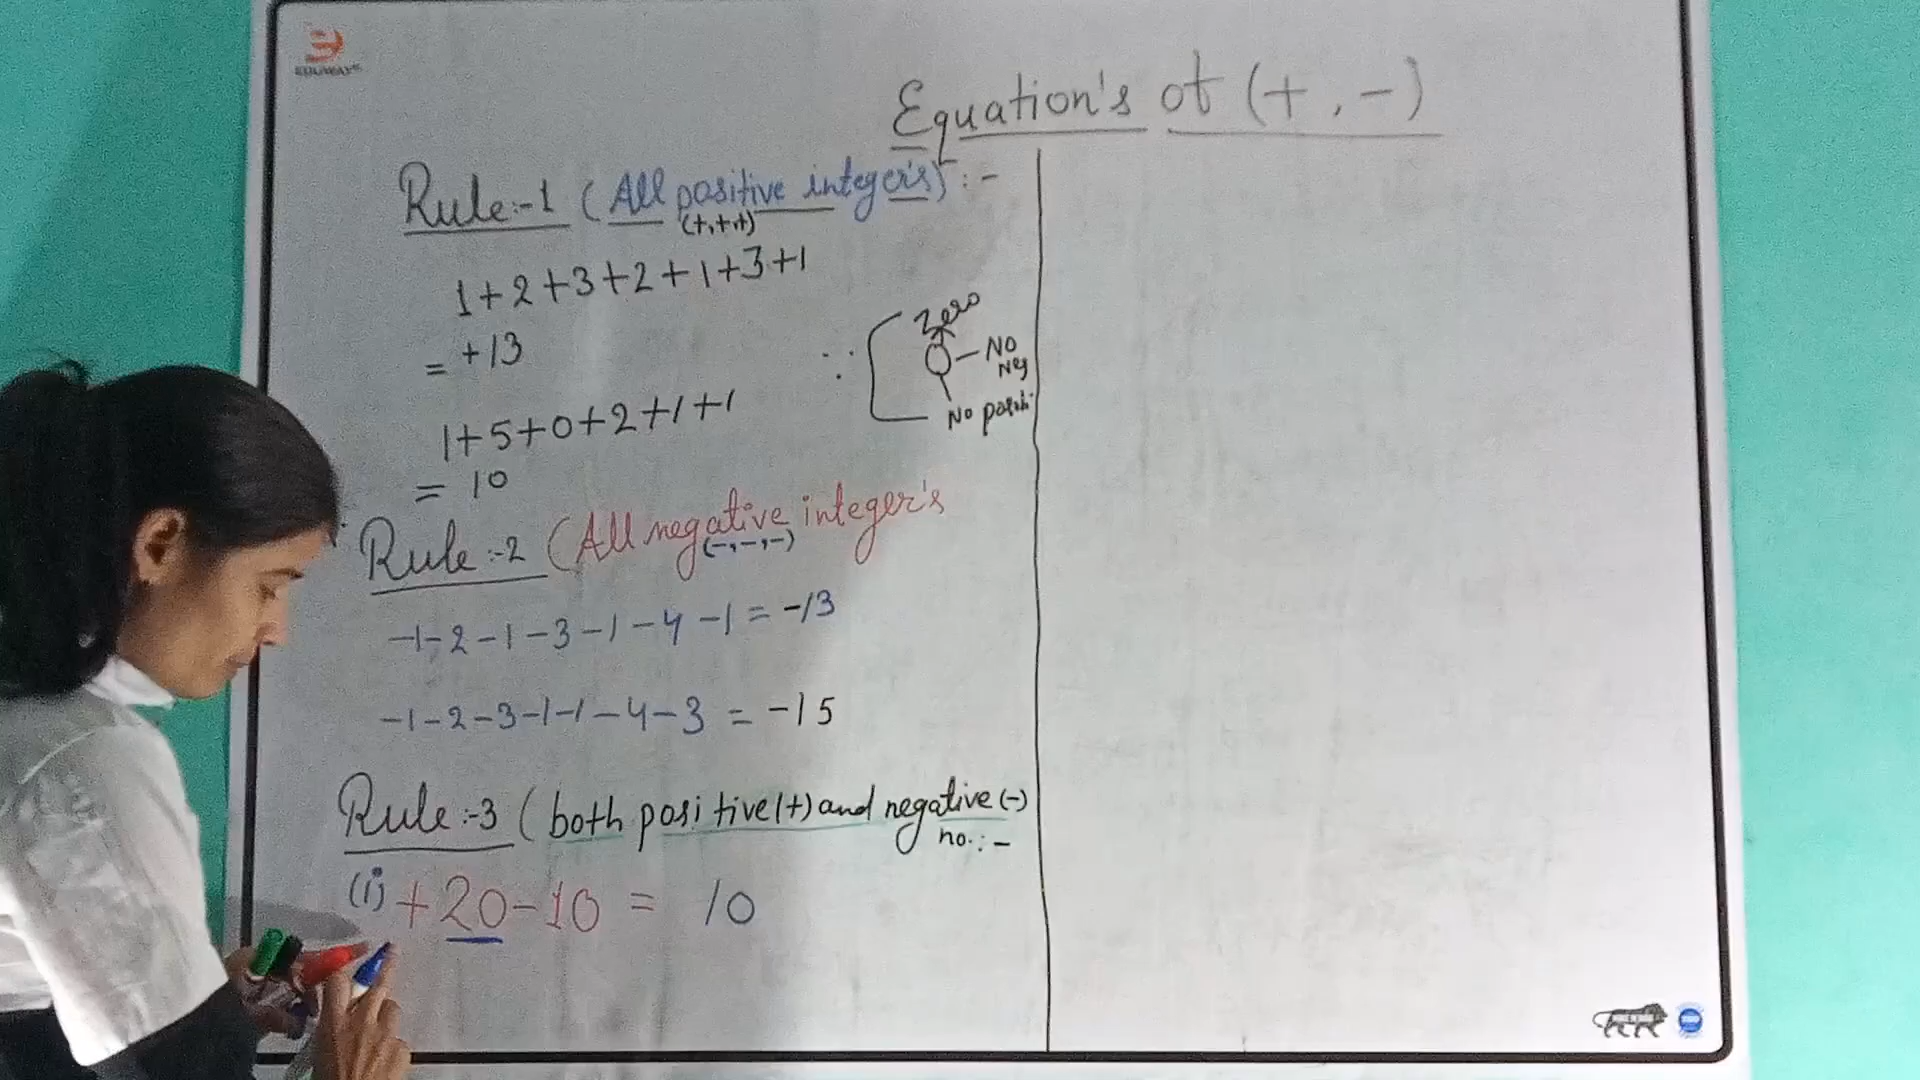 EDUWAYS
Equation's of (+, -)
Rule:-1 (All positive integer's) :-
(+,+,+)
1+2+3+2+1+3+1
= +13
1+5+0+2+1+1
= 10
∵ [ Zero
0 - NO
Neg
No positi
Rule:-2 (All negative integer's
(-,-,-)
-1-2-1-3-1-4-1 = -13
-1-2-3-1-1-4-3 = -15
Rule:-3 (both positive(+) and negative(-)
no.:-
(i) +20-10 = 10